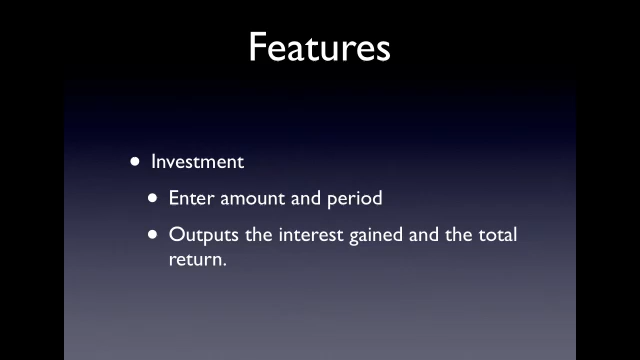 Features
• Investment
• Enter amount and period
• Outputs the interest gained and the total
return.